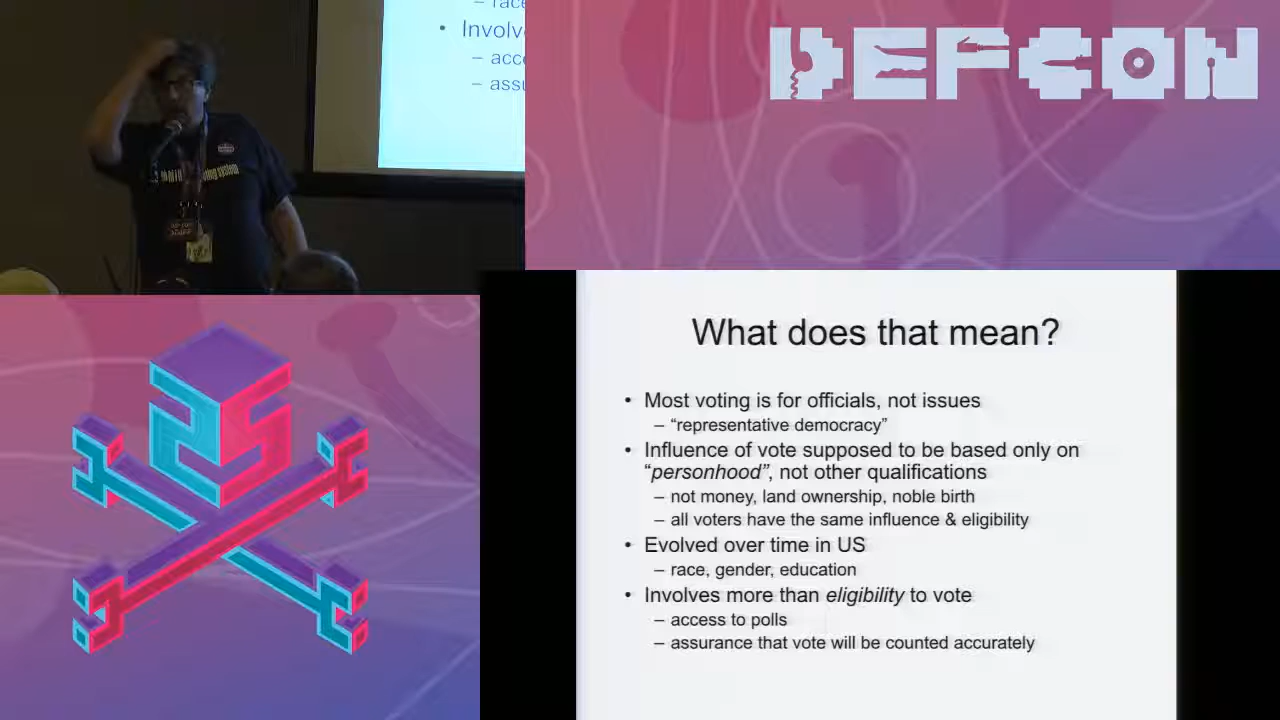 Involv
– acc
– assu
DEFCON
What does that mean?
• Most voting is for officials, not issues
– “representative democracy”
• Influence of vote supposed to be based only on
“personhood”, not other qualifications
– not money, land ownership, noble birth
– all voters have the same influence & eligibility
• Evolved over time in US
– race, gender, education
• Involves more than eligibility to vote
– access to polls
– assurance that vote will be counted accurately